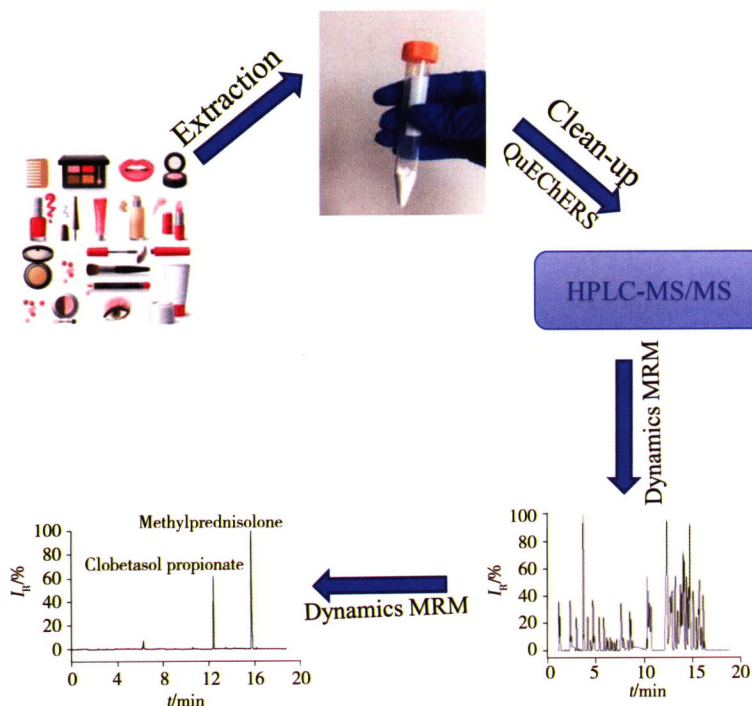 Extraction
Clean-up
QuEChERS
HPLC-MS/MS
Dynamics MRM
100
80
60
40
20
0
I_R/%
Methylprednisolone
Clobetasol propionate
0 4 8 12 16 20
t/min
Dynamics MRM
100
80
60
40
20
0
I_R/%
0 5 10 15 20
t/min